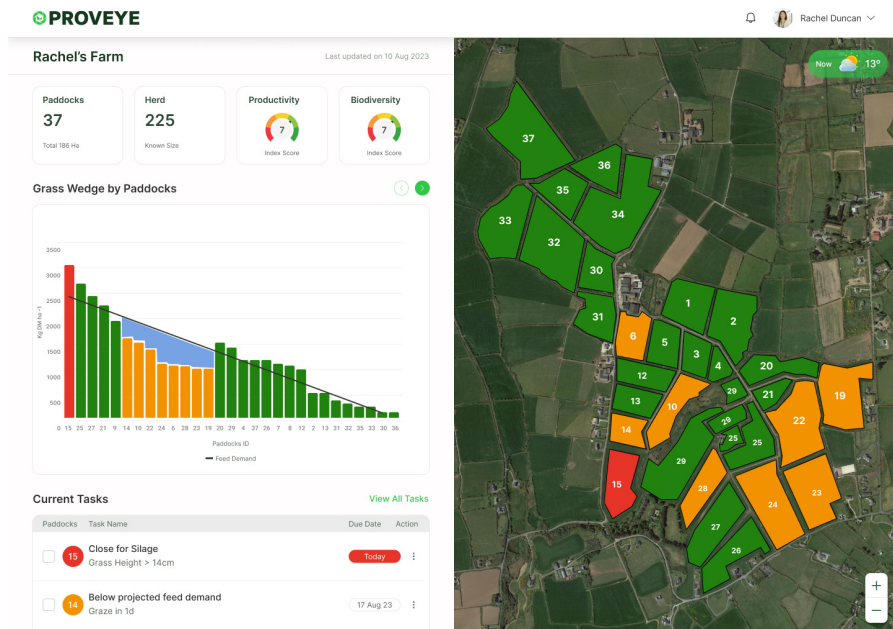 PROVEYE
Rachel Duncan
Rachel's Farm
Last updated on 10 Aug 2023
Paddocks
37
Total 186 Ha
Herd
225
Known Size
Productivity
7
Index Score
Biodiversity
7
Index Score
Grass Wedge by Paddocks
3500
3000
2500
2000
1500
1000
500
Kg DM ha -1
0 15 25 27 21 9 14 10 22 24 6 28 23 19 20 29 4 37 26 1 7 8 12 2 13 31 32 35 33 30 36
Paddocks ID
Feed Demand
Current Tasks
View All Tasks
Paddocks Task Name Due Date Action
15 Close for Silage Today
Grass Height > 14cm
14 Below projected feed demand 17 Aug 23
Graze in 1d
Now 13°
37
36
35
34
33
32
30
31
1
2
6
5
3
4
12
20
29
21
19
13
10
14
22
29
25
25
29
15
28
23
24
27
26
+
−